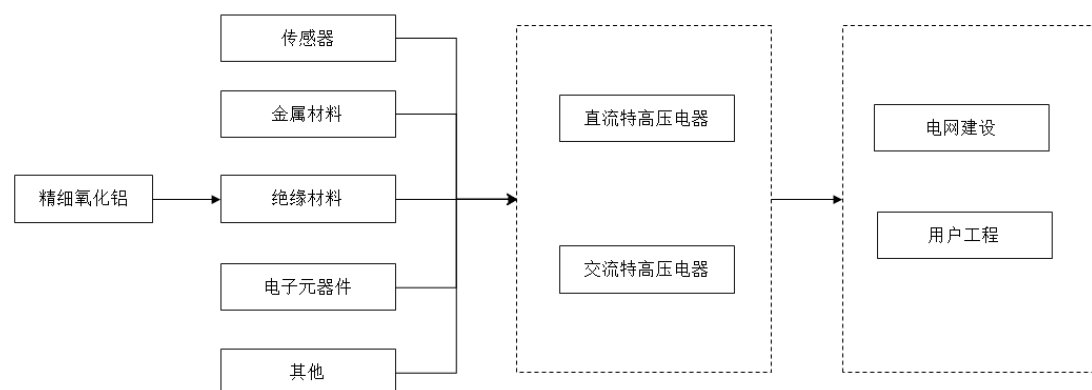 传感器
金属材料
精细氧化铝
绝缘材料
电子元器件
其他
直流特高压电器
交流特高压电器
电网建设
用户工程